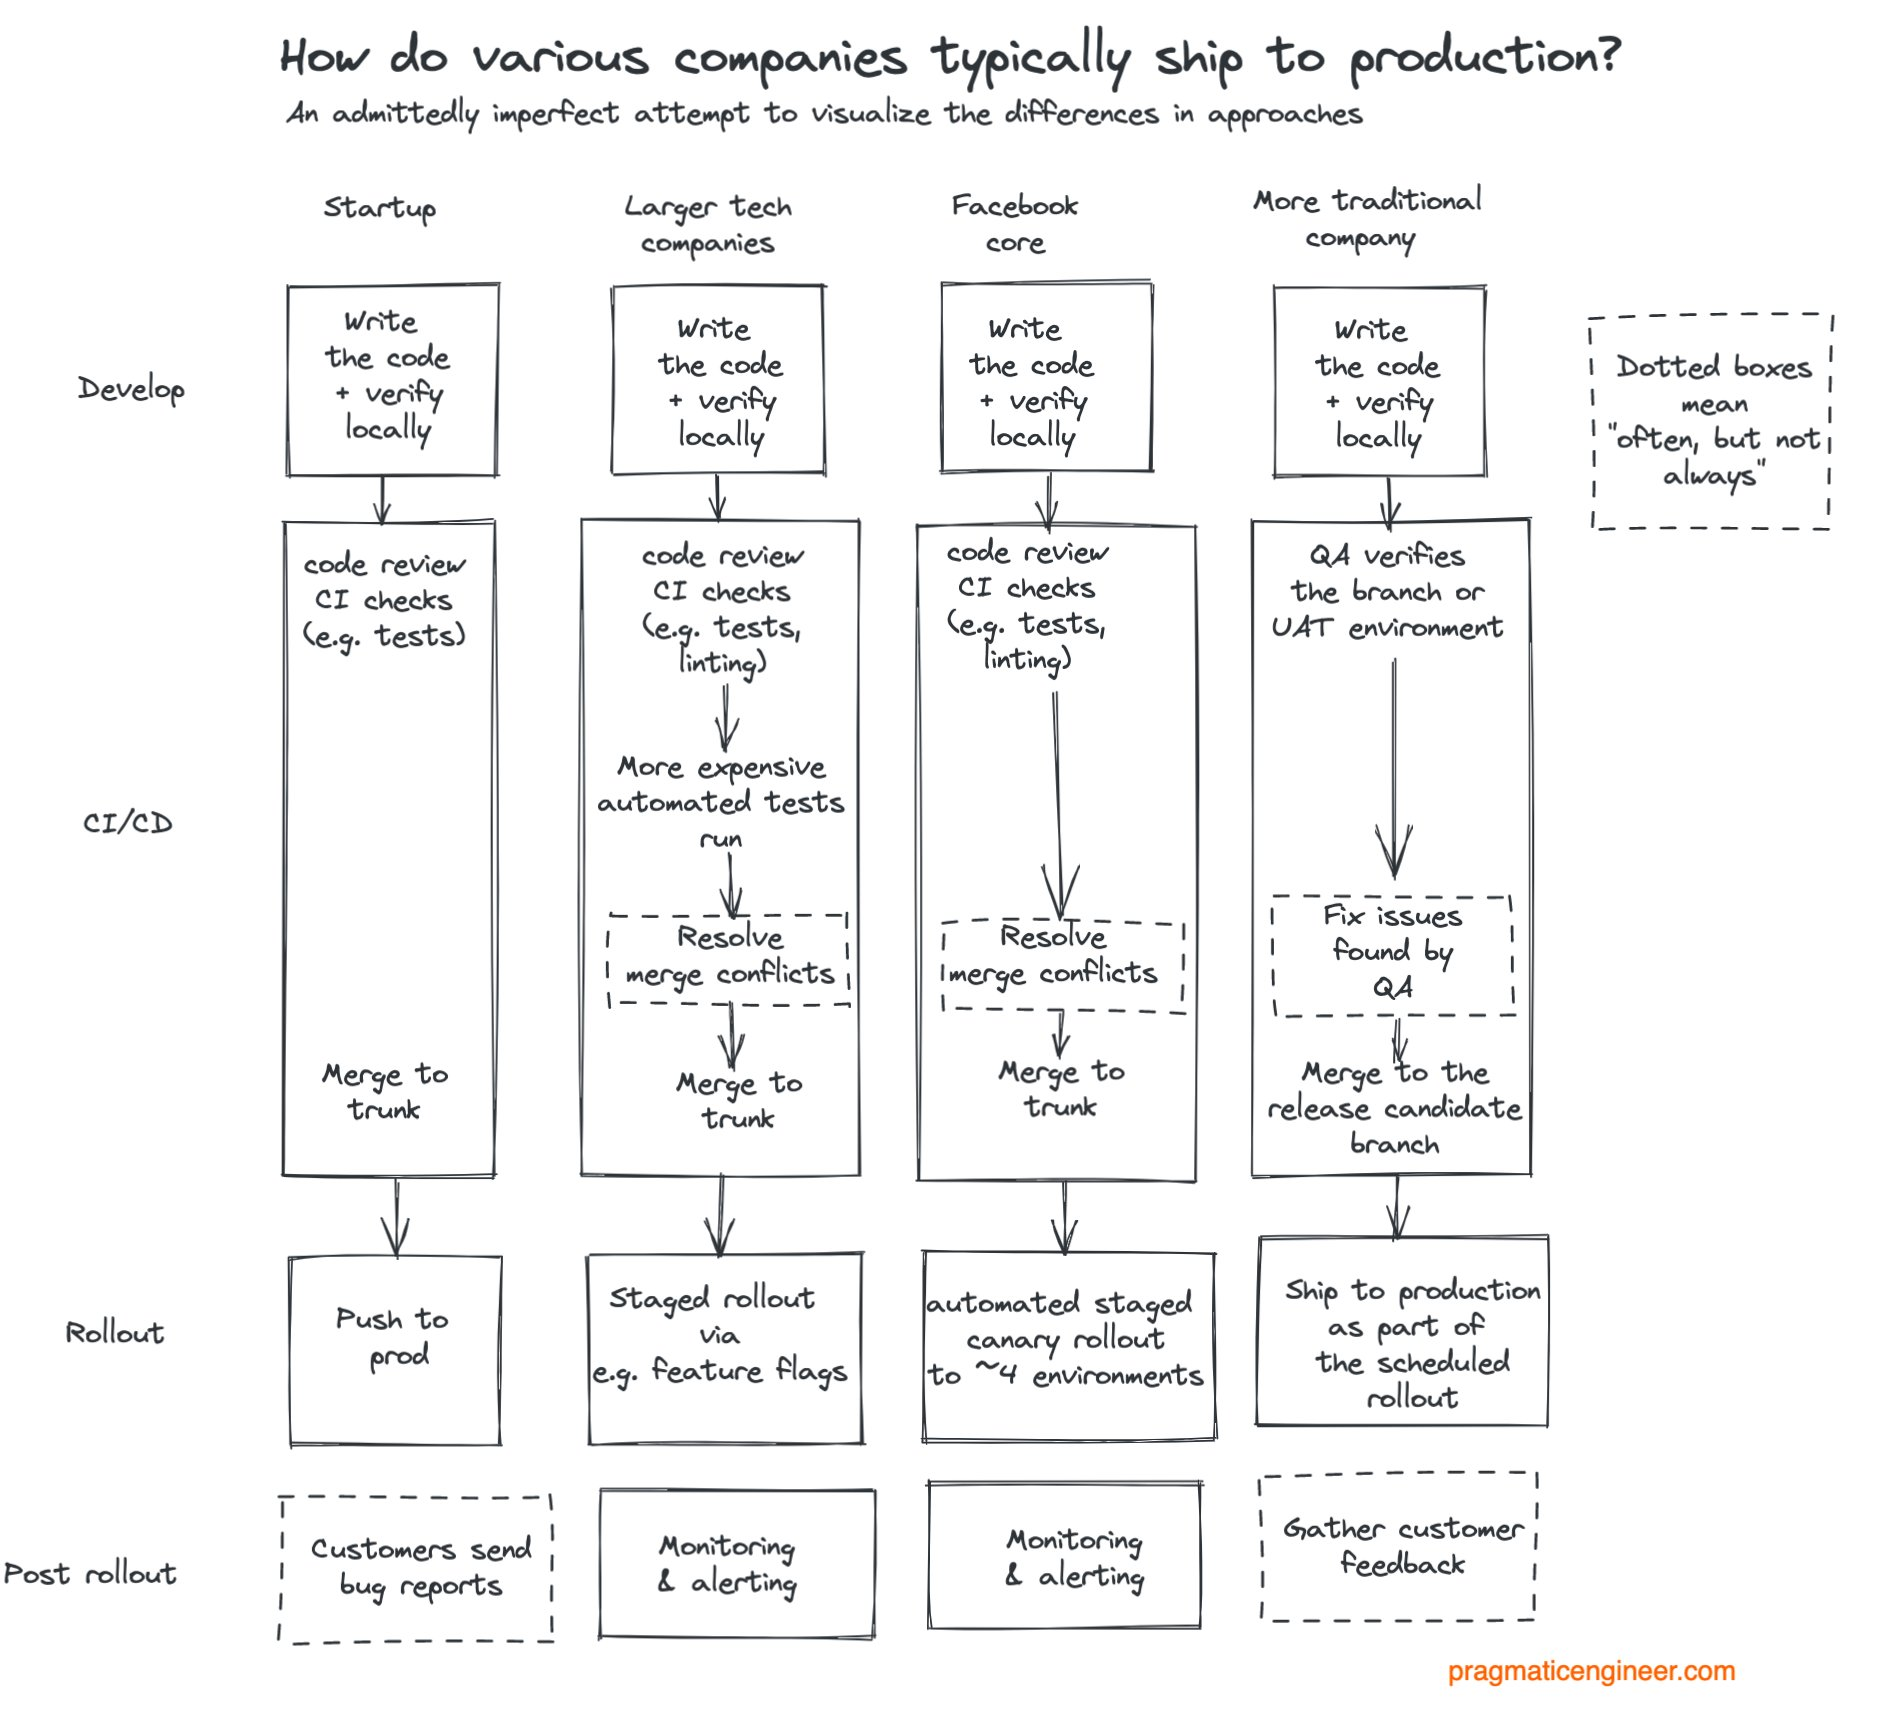 How do various companies typically ship to production?
An admittedly imperfect attempt to visualize the differences in approaches
Startup
Larger tech
companies
Facebook
core
More traditional
company
Develop
Write
the code
+ verify
locally
Write
the code
+ verify
locally
Write
the code
+ verify
locally
Write
the code
+ verify
locally
Dotted boxes
mean
"often, but not
always"
CI/CD
code review
CI checks
(e.g. tests)
Merge to
trunk
code review
CI checks
(e.g. tests,
linting)
More expensive
automated tests
run
Resolve
merge conflicts
Merge to
trunk
code review
CI checks
(e.g. tests,
linting)
Resolve
merge conflicts
Merge to
trunk
QA verifies
the branch or
UAT environment
Fix issues
found by
QA
Merge to the
release candidate
branch
Rollout
Push to
prod
Staged rollout
via
e.g. feature flags
automated staged
canary rollout
to ~4 environments
Ship to production
as part of
the scheduled
rollout
Post rollout
Customers send
bug reports
Monitoring
& alerting
Monitoring
& alerting
Gather customer
feedback
pragmaticengineer.com